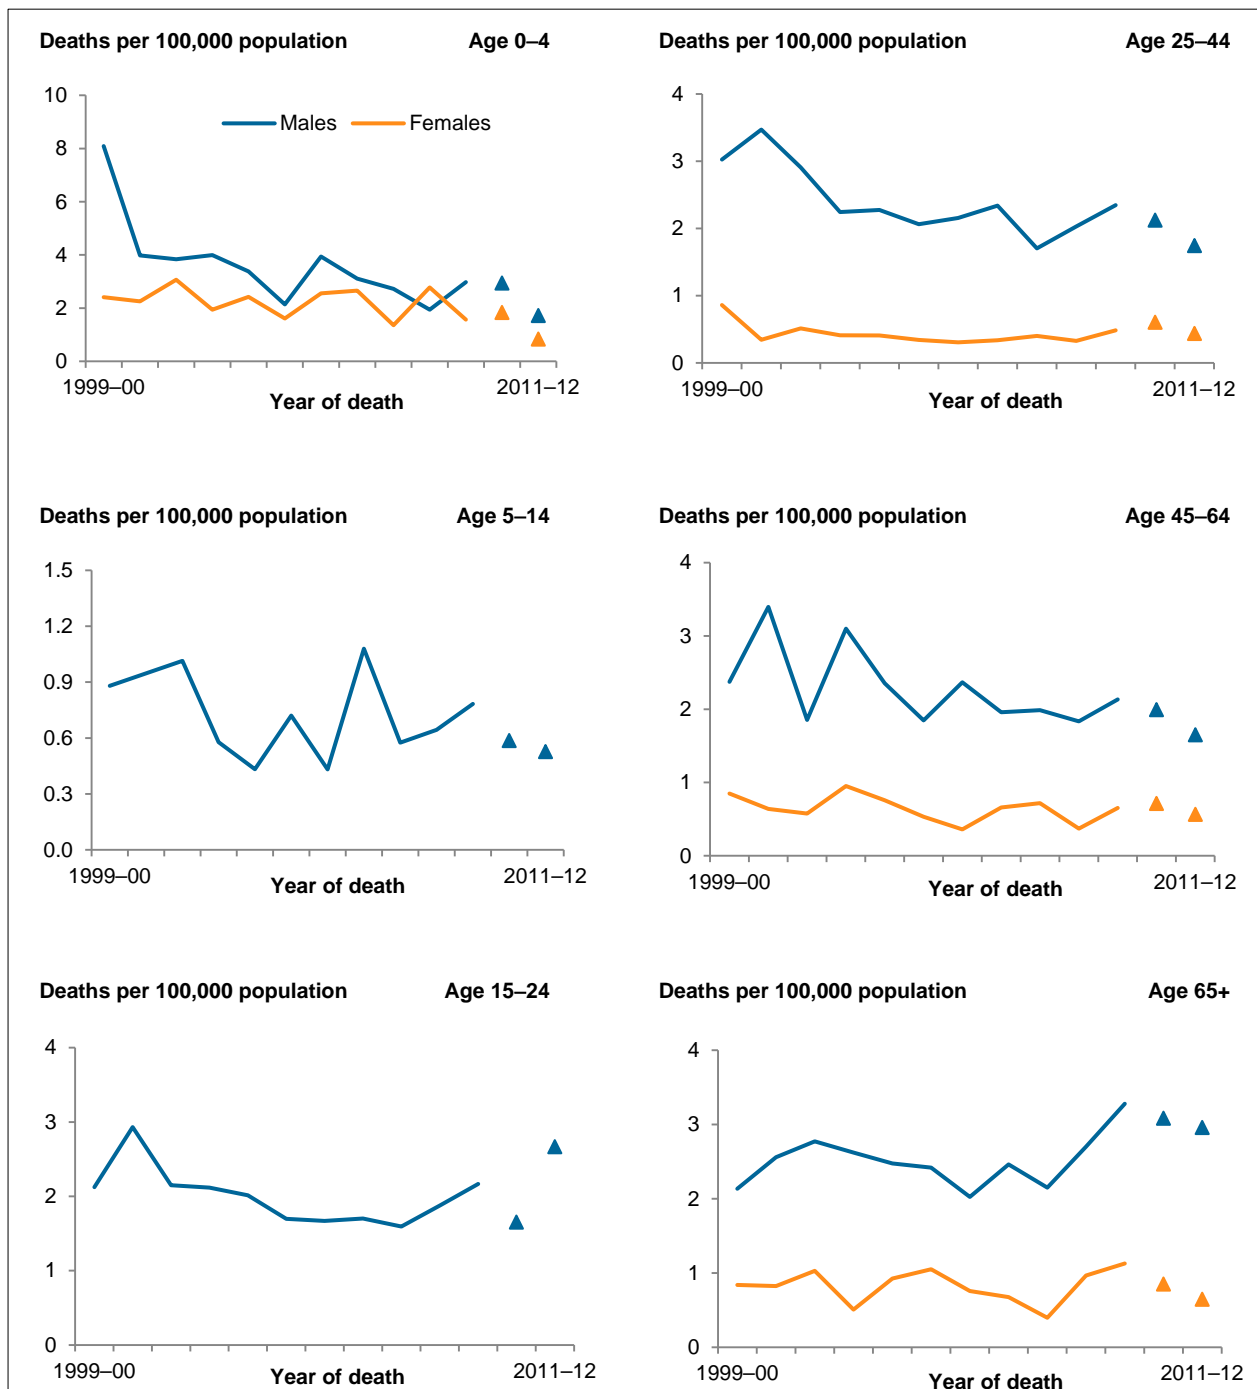 Deaths per 100,000 population Age 0–4
10
8
6
4
2
0
Males Females
1999–00 2011–12
Year of death
Deaths per 100,000 population Age 25–44
4
3
2
1
0
1999–00 2011–12
Year of death
Deaths per 100,000 population Age 5–14
1.5
1.2
0.9
0.6
0.3
0.0
1999–00 2011–12
Year of death
Deaths per 100,000 population Age 45–64
4
3
2
1
0
1999–00 2011–12
Year of death
Deaths per 100,000 population Age 15–24
4
3
2
1
0
1999–00 2011–12
Year of death
Deaths per 100,000 population Age 65+
4
3
2
1
0
1999–00 2011–12
Year of death